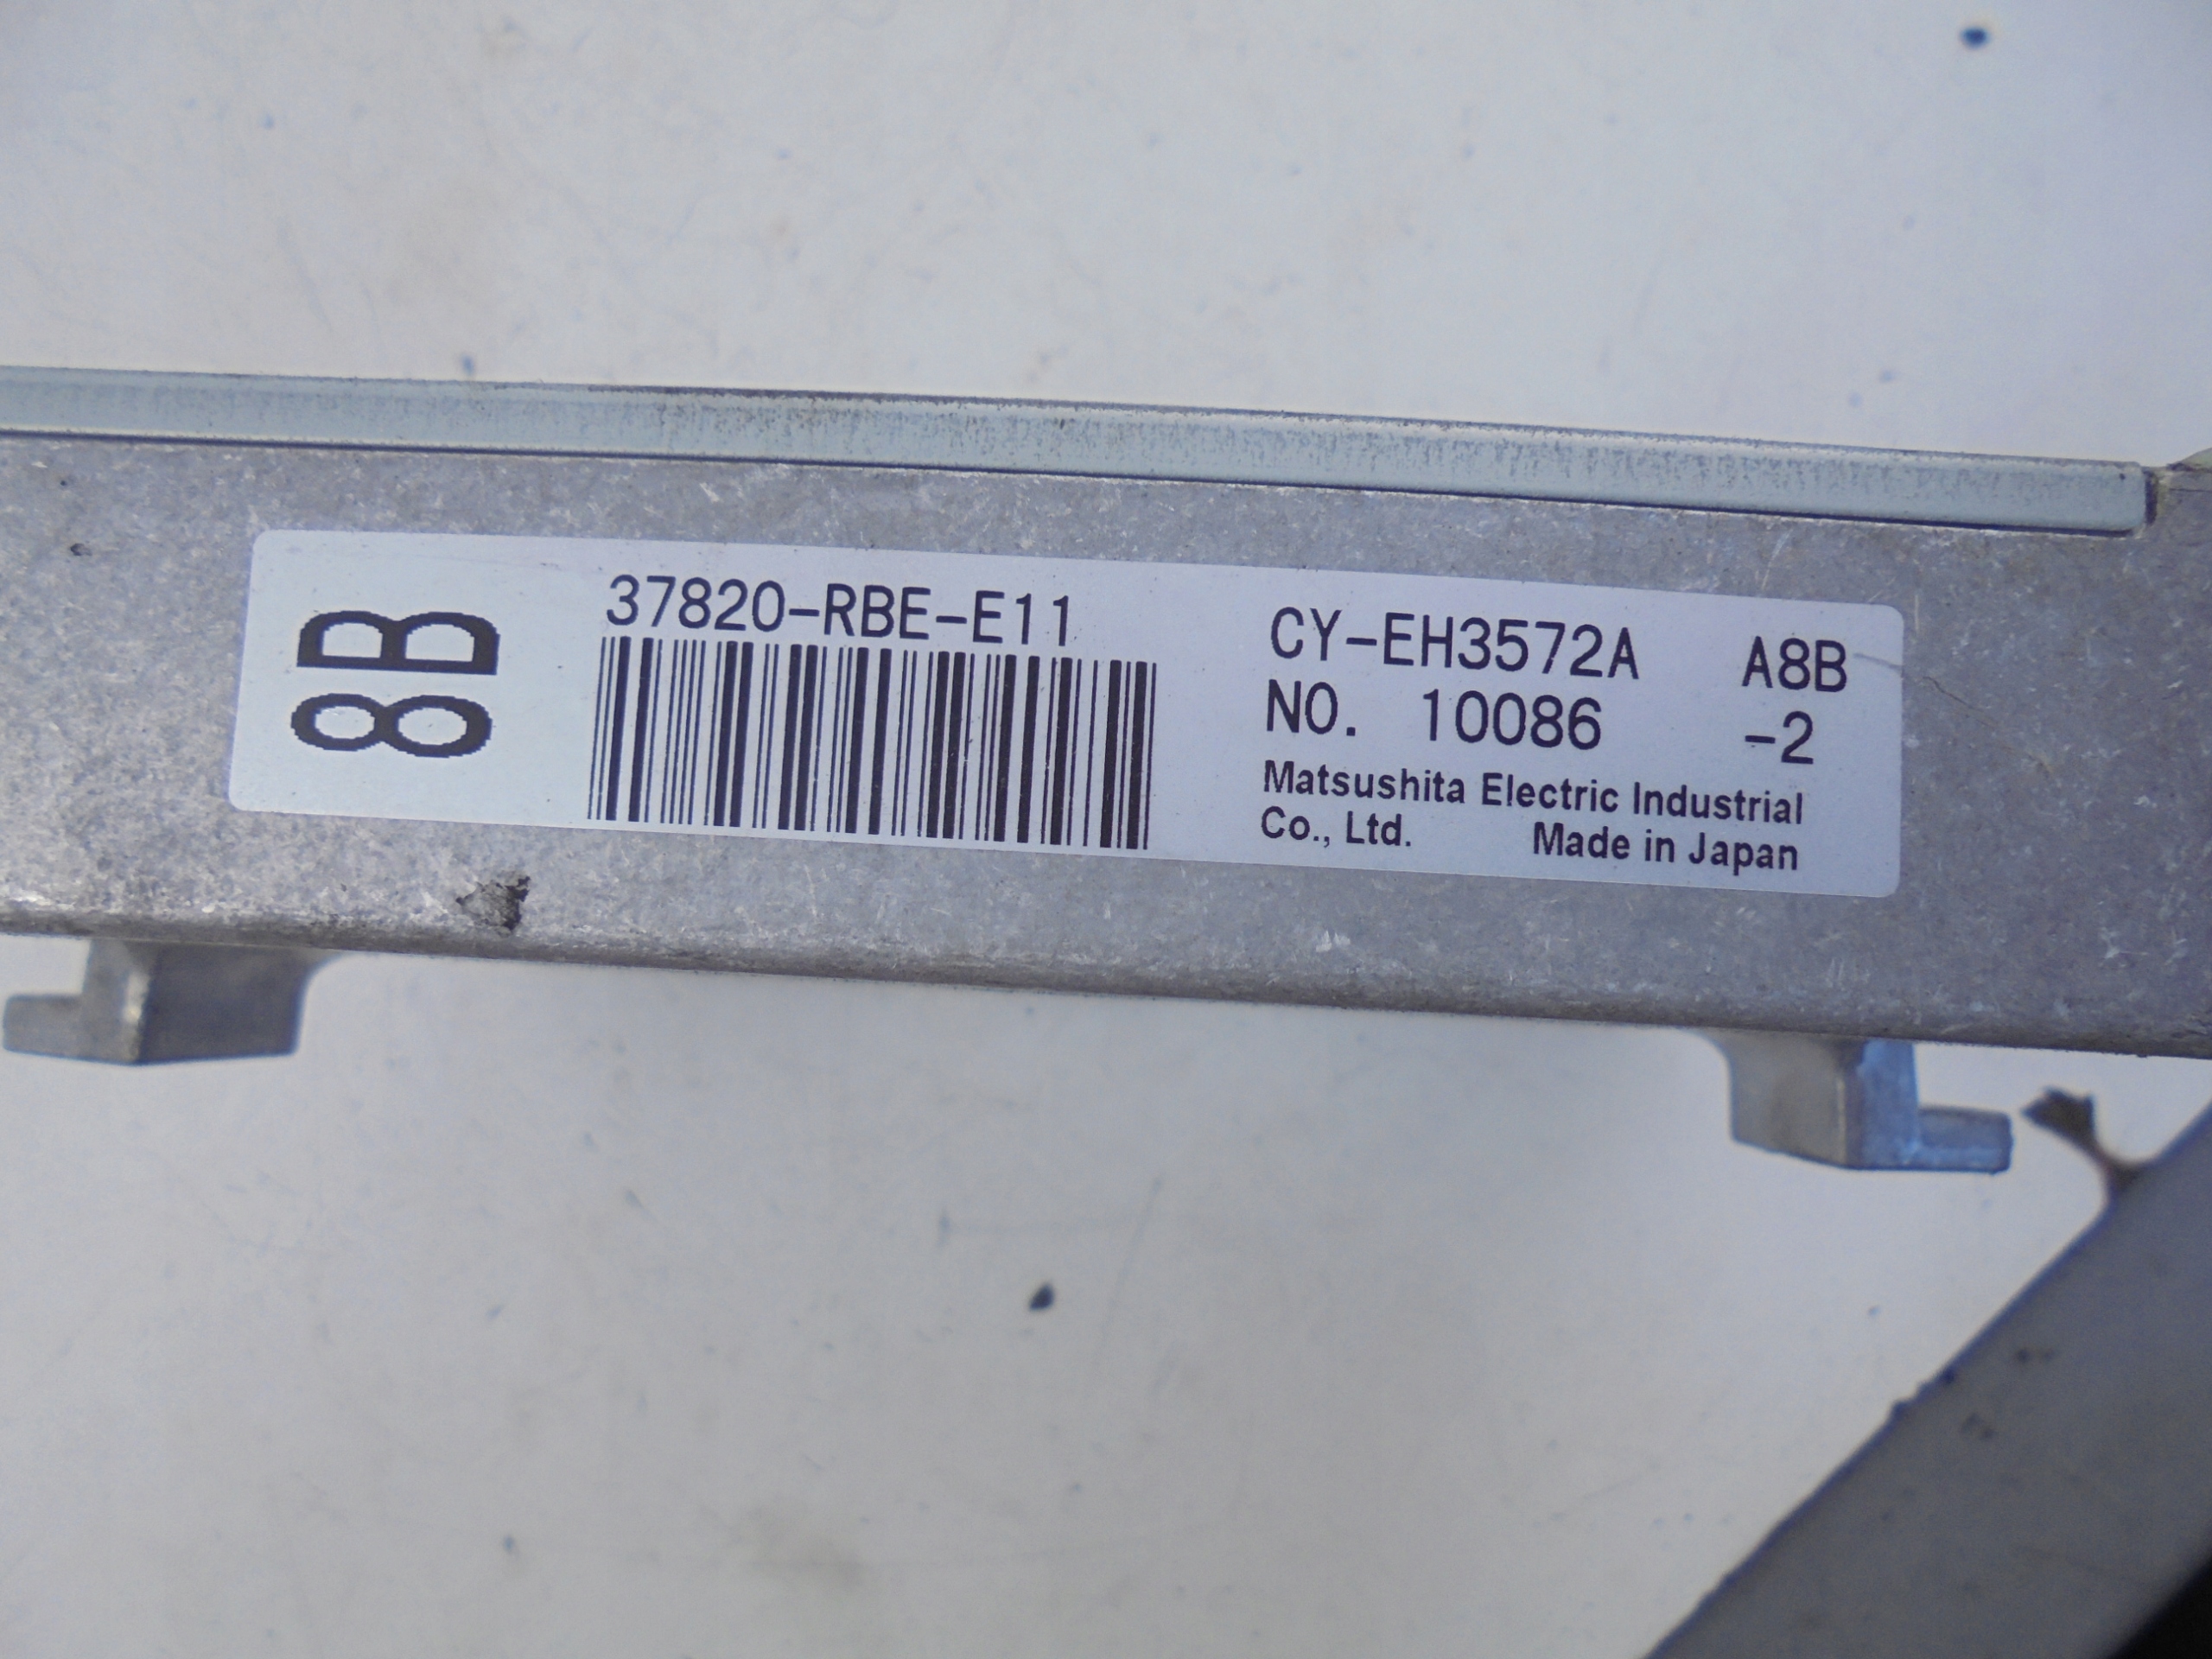 8B
37820-RBE-E11
CY-EH3572A A8B
NO. 10086 -2
Matsushita Electric Industrial
Co., Ltd. Made in Japan